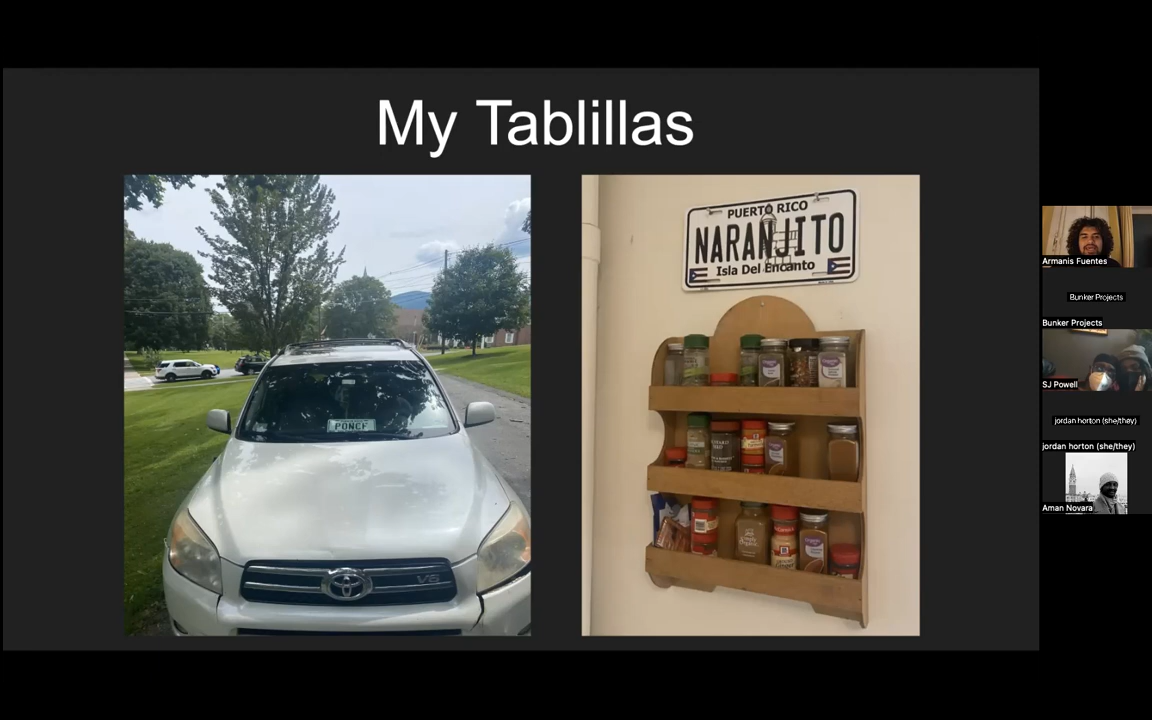 My Tablillas
PONCE
V6
PUERTO RICO
NARANJITO
Isla Del Encanto
Armanis Fuentes
Bunker Projects
Bunker Projects
SJ Powell
jordan horton (she/they)
jordan horton (she/they)
Aman Novara